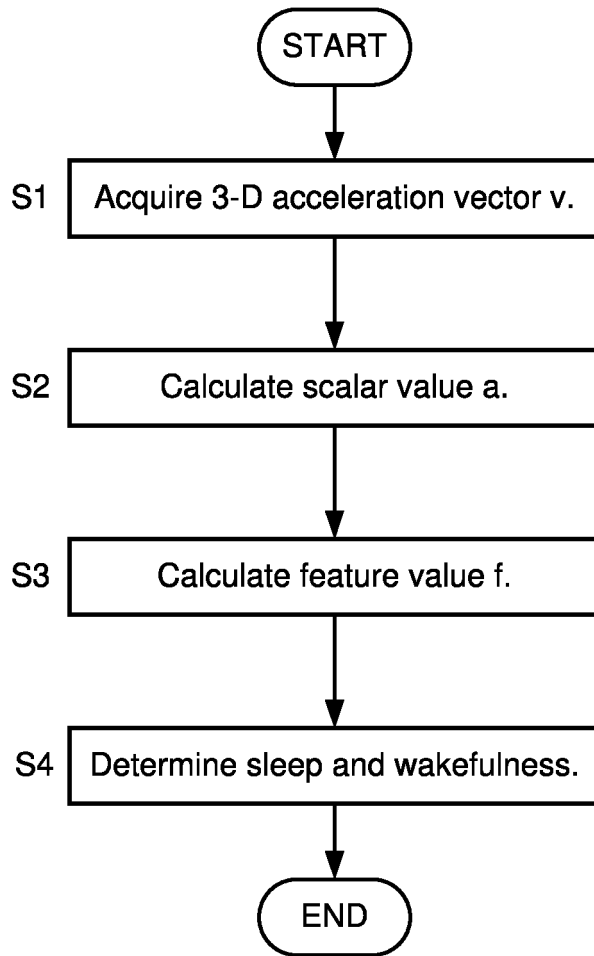 START
S1 Acquire 3-D acceleration vector v.
S2 Calculate scalar value a.
S3 Calculate feature value f.
S4 Determine sleep and wakefulness.
END